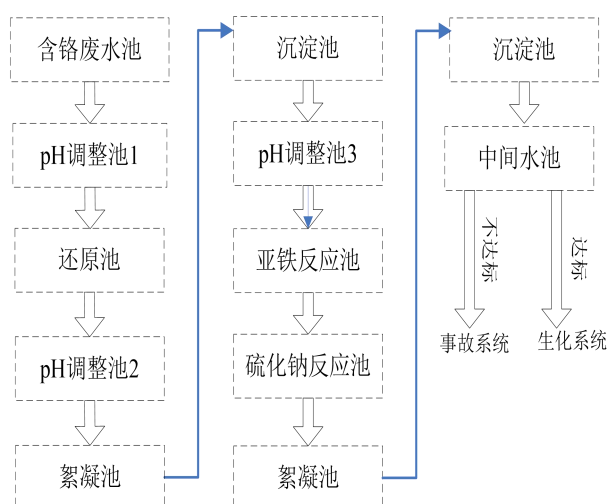 含铬废水池
pH调整池1
还原池
pH调整池2
絮凝池
沉淀池
pH调整池3
亚铁反应池
硫化钠反应池
絮凝池
沉淀池
中间水池
不达标
达标
事故系统
生化系统